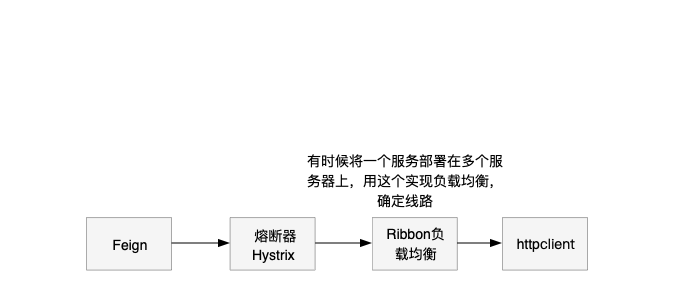 有时候将一个服务部署在多个服
务器上，用这个实现负载均衡，
确定线路
Feign
熔断器
Hystrix
Ribbon负
载均衡
httpclient